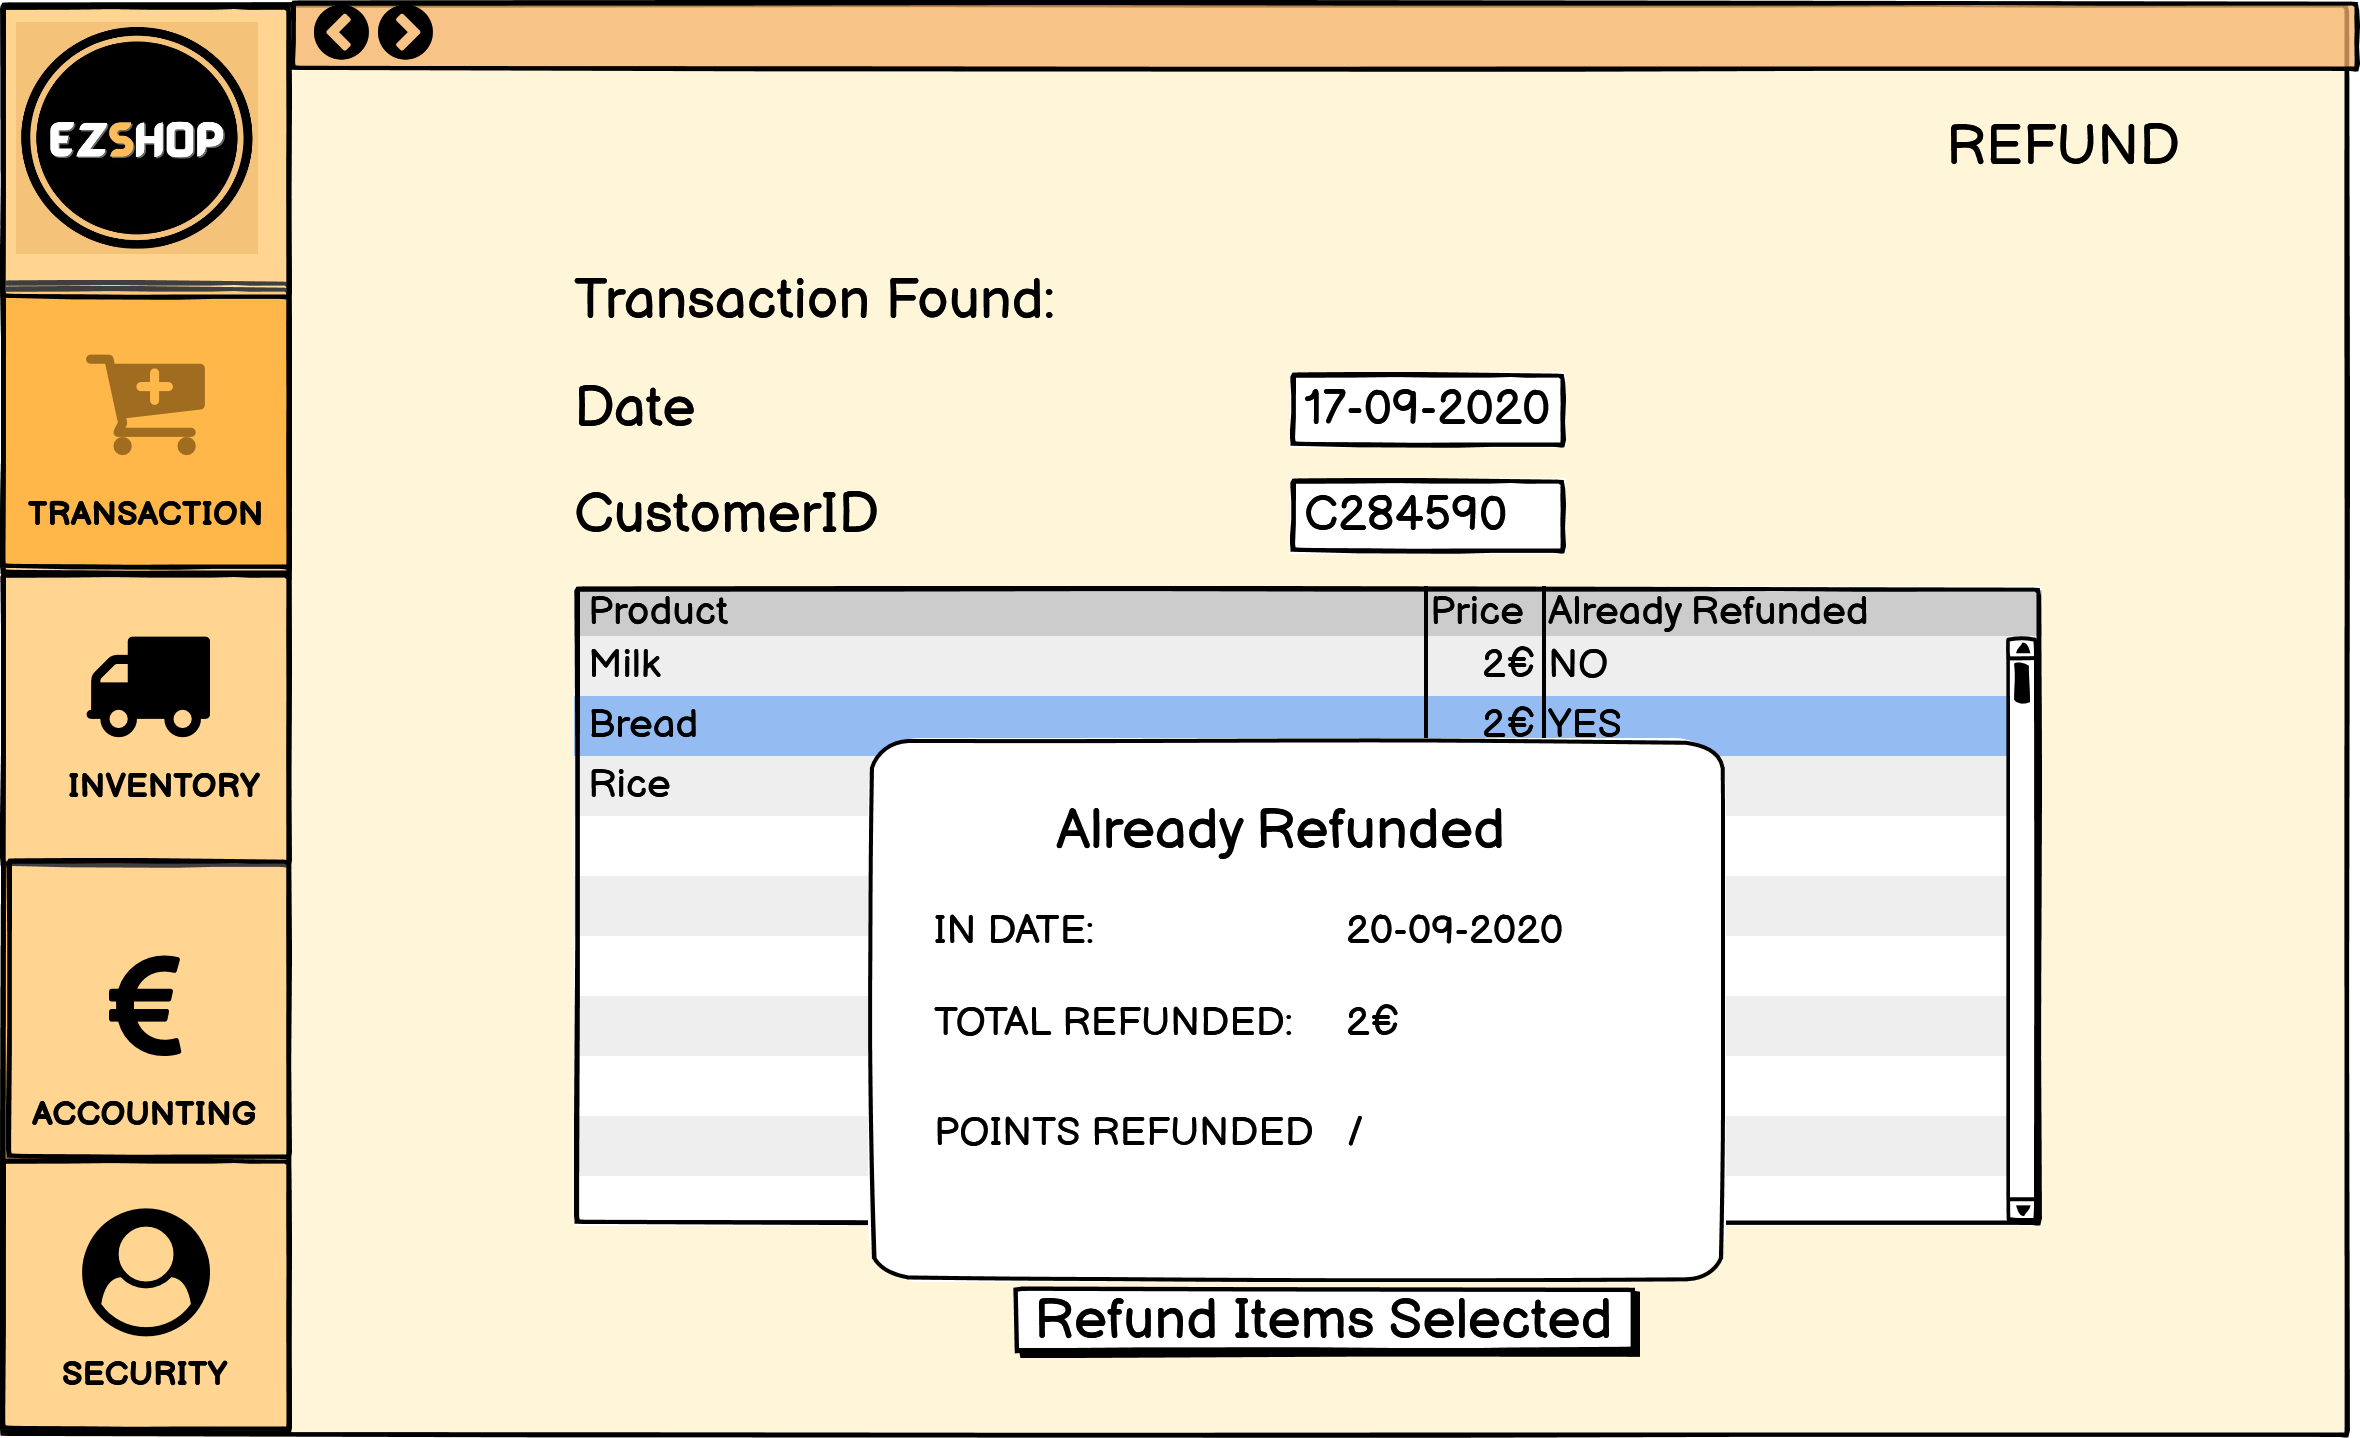 EZSHOP
REFUND
Transaction Found:
Date 17-09-2020
CustomerID C284590
TRANSACTION
Product Price Already Refunded
Milk 2€ NO
Bread 2€ YES
Rice
INVENTORY
Already Refunded
IN DATE: 20-09-2020
TOTAL REFUNDED: 2€
POINTS REFUNDED /
ACCOUNTING
Refund Items Selected
SECURITY